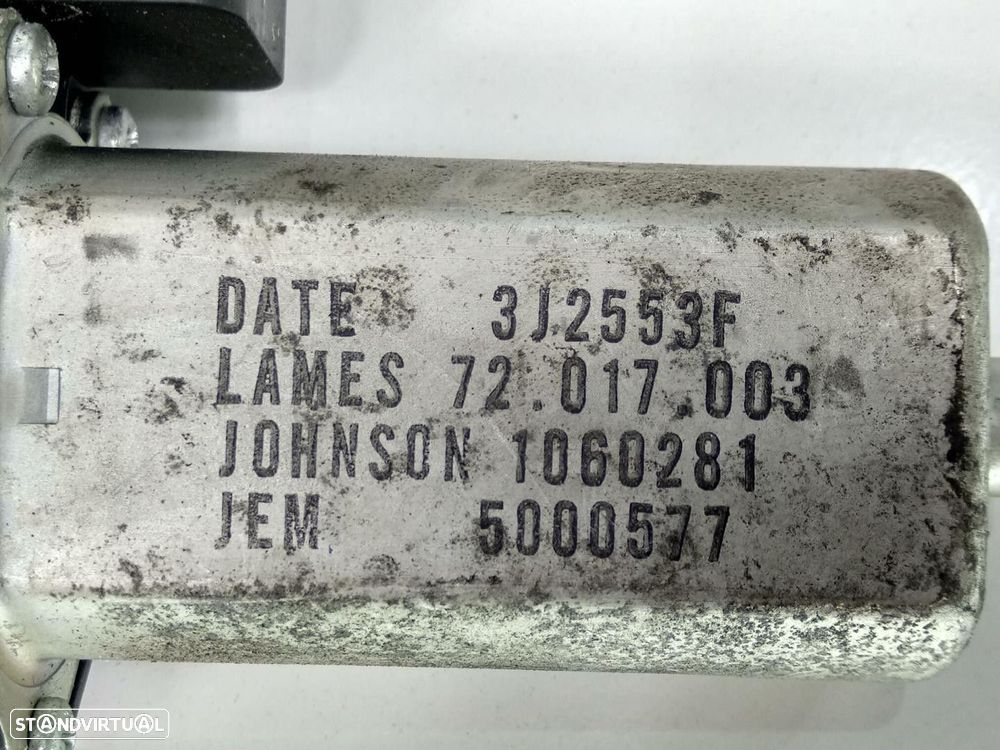 DATE 3J2553F
LAMES 72.017.003
JOHNSON 1060281
JEM 5000577
STANDVIRTUAL